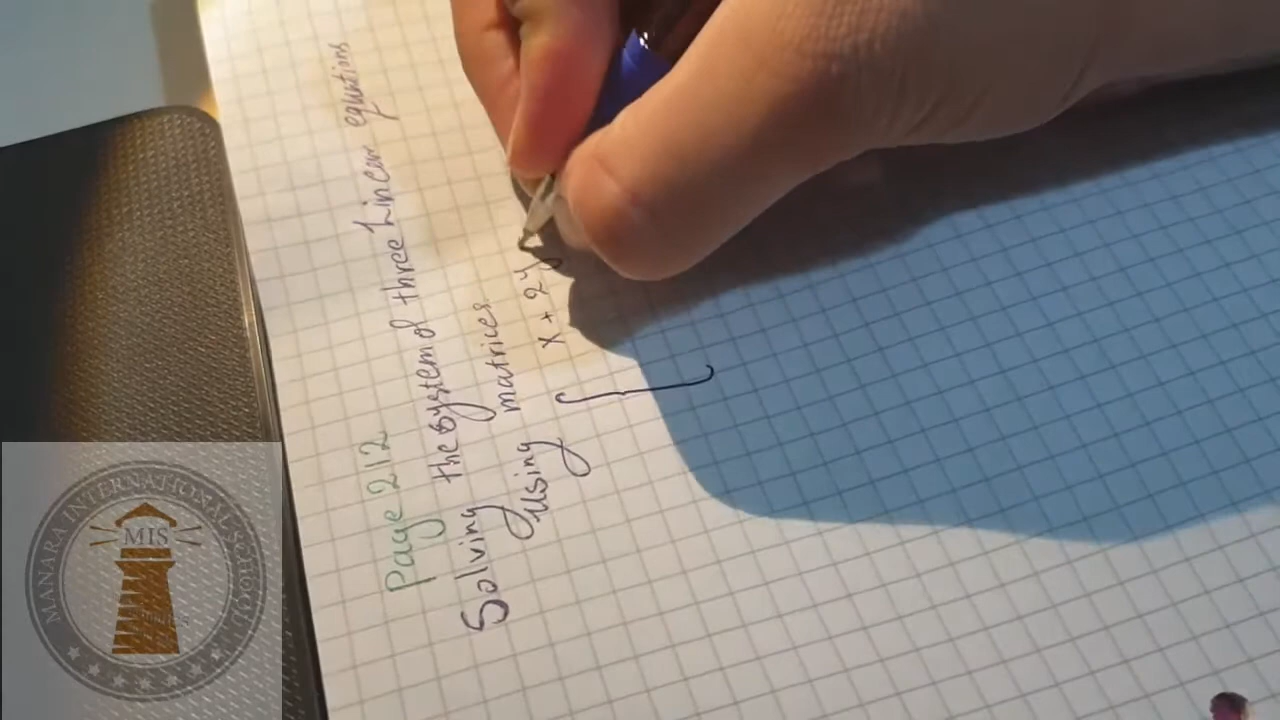 Page 212
Solving the system of three Linear equations
using matrices
x + 2y
MANARA INTERNATIONAL SCHOOL
MIS